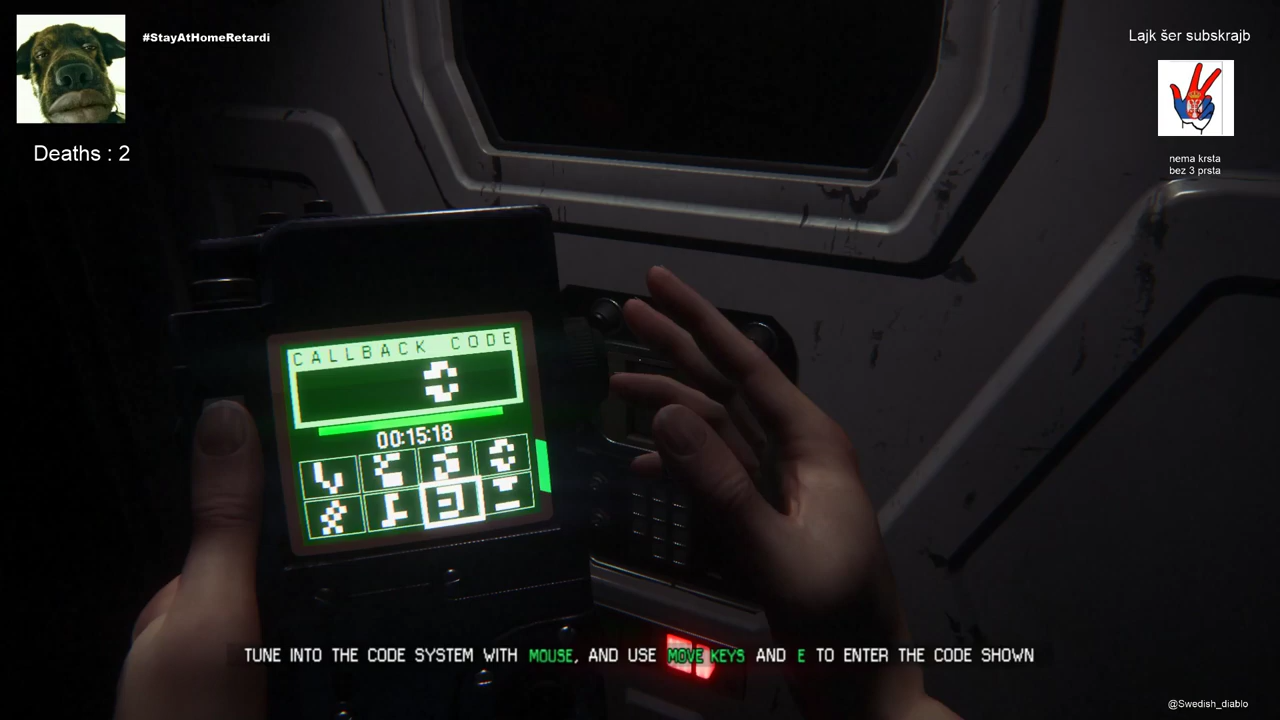 #StayAtHomeRetardi
Lajk šer subskrajb
Deaths : 2
nema krsta
bez 3 prsta
CALLBACK CODE
00:15:18
TUNE INTO THE CODE SYSTEM WITH MOUSE, AND USE MOVE KEYS AND E TO ENTER THE CODE SHOWN
@Swedish_diablo